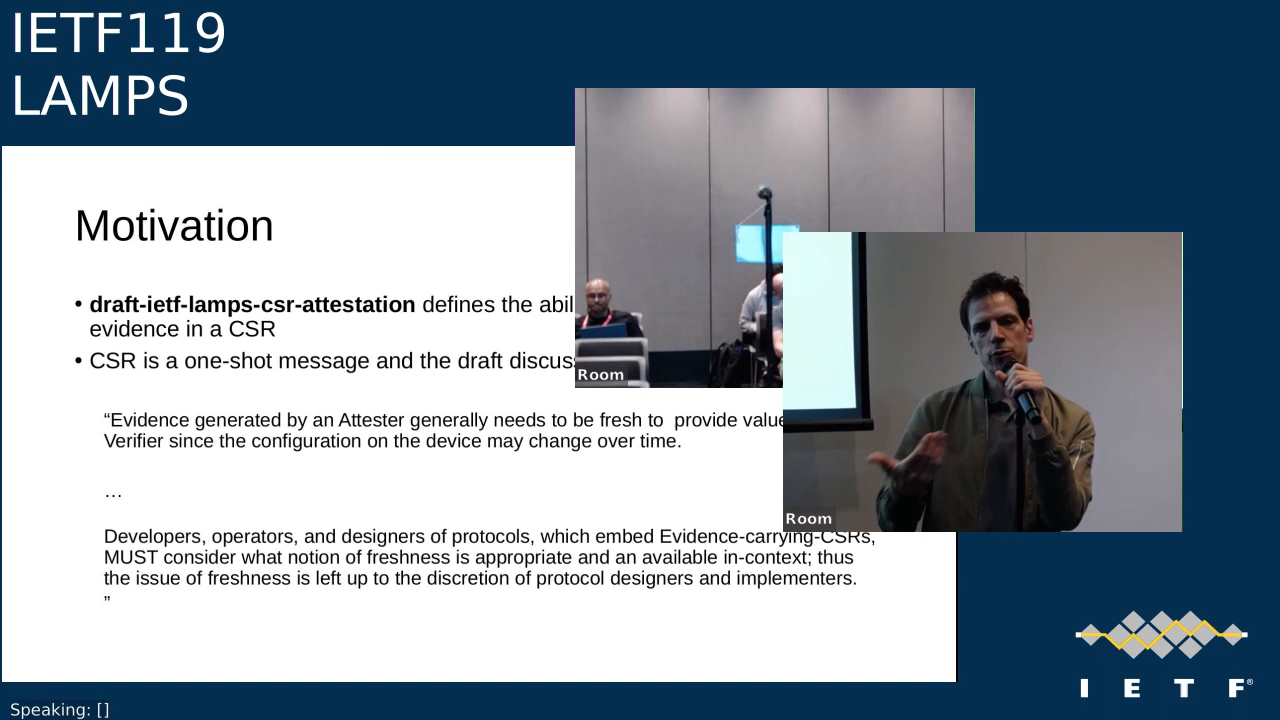 IETF119
LAMPS
Motivation
• draft-ietf-lamps-csr-attestation defines the abil
evidence in a CSR
• CSR is a one-shot message and the draft discus
“Evidence generated by an Attester generally needs to be fresh to  provide value
Verifier since the configuration on the device may change over time.
…
Developers, operators, and designers of protocols, which embed Evidence-carrying-CSRs,
MUST consider what notion of freshness is appropriate and an available in-context; thus
the issue of freshness is left up to the discretion of protocol designers and implementers.
”
Room
Room
I E T F®
Speaking: []